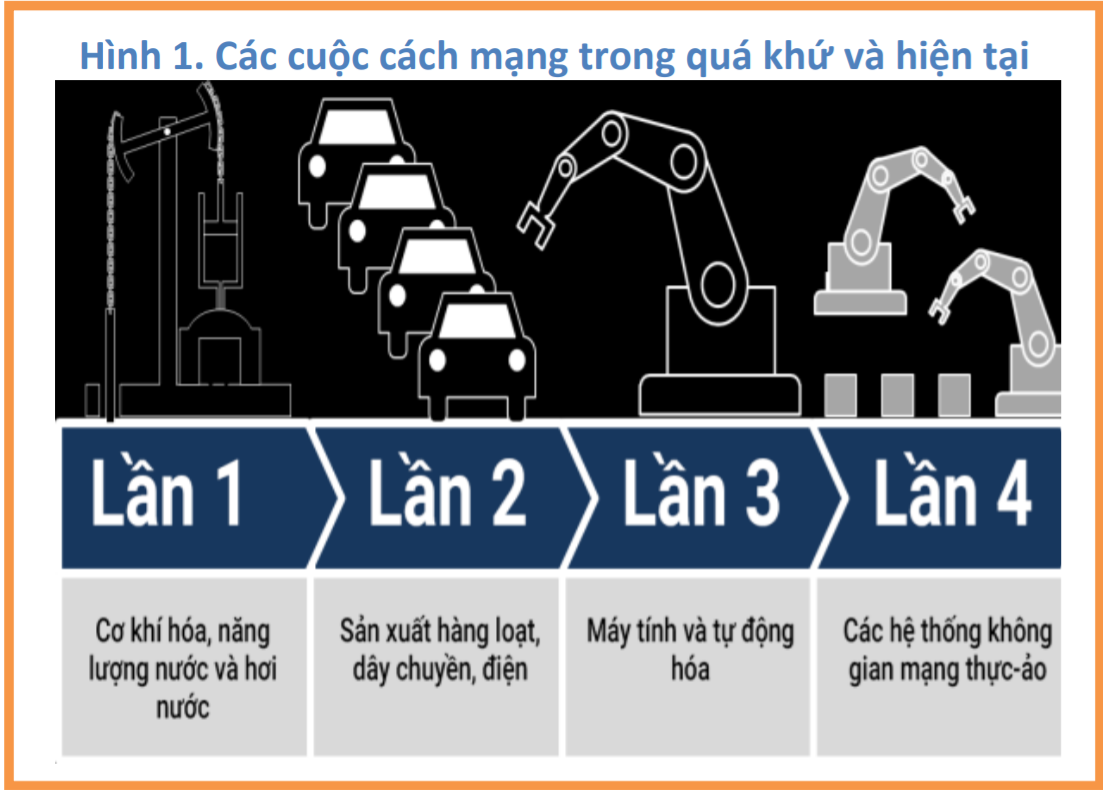 Hình 1. Các cuộc cách mạng trong quá khứ và hiện tại
Lần 1
Lần 2
Lần 3
Lần 4
Cơ khí hóa, năng
lượng nước và hơi
nước
Sản xuất hàng loạt,
dây chuyền, điện
Máy tính và tự động
hóa
Các hệ thống không
gian mạng thực-ảo